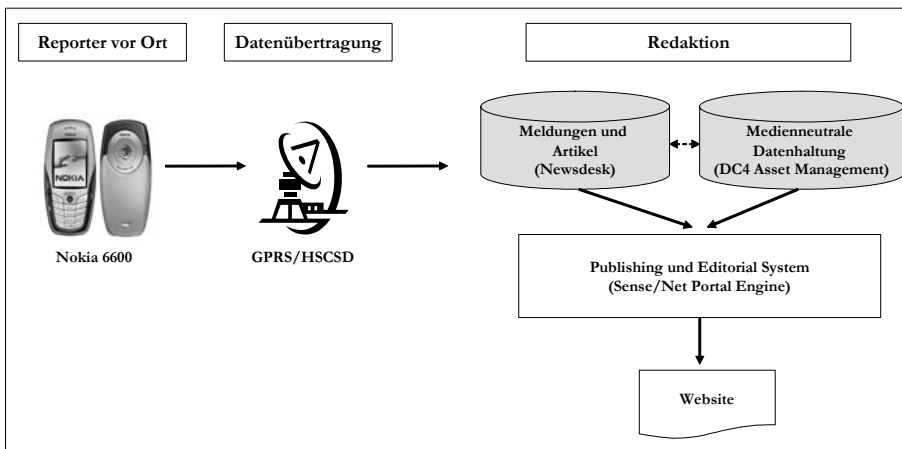 Reporter vor Ort
Datenübertragung
Redaktion
Meldungen und
Artikel
(Newsdesk)
Medienneutrale
Datenhaltung
(DC4 Asset Management)
NOKIA
Nokia 6600
GPRS/HSCSD
Publishing und Editorial System
(Sense/Net Portal Engine)
Website